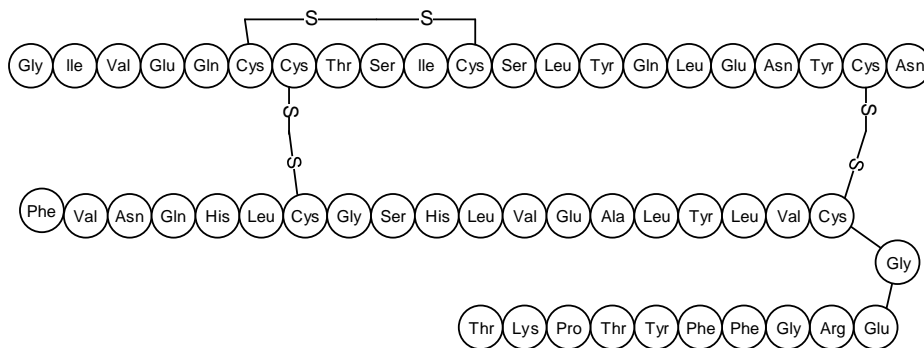 S S
Gly Ile Val Glu Gln Cys Cys Thr Ser Ile Cys Ser Leu Tyr Gln Leu Glu Asn Tyr Cys Asn
S S
S S
Phe Val Asn Gln His Leu Cys Gly Ser His Leu Val Glu Ala Leu Tyr Leu Val Cys
Gly
Thr Lys Pro Thr Tyr Phe Phe Gly Arg Glu